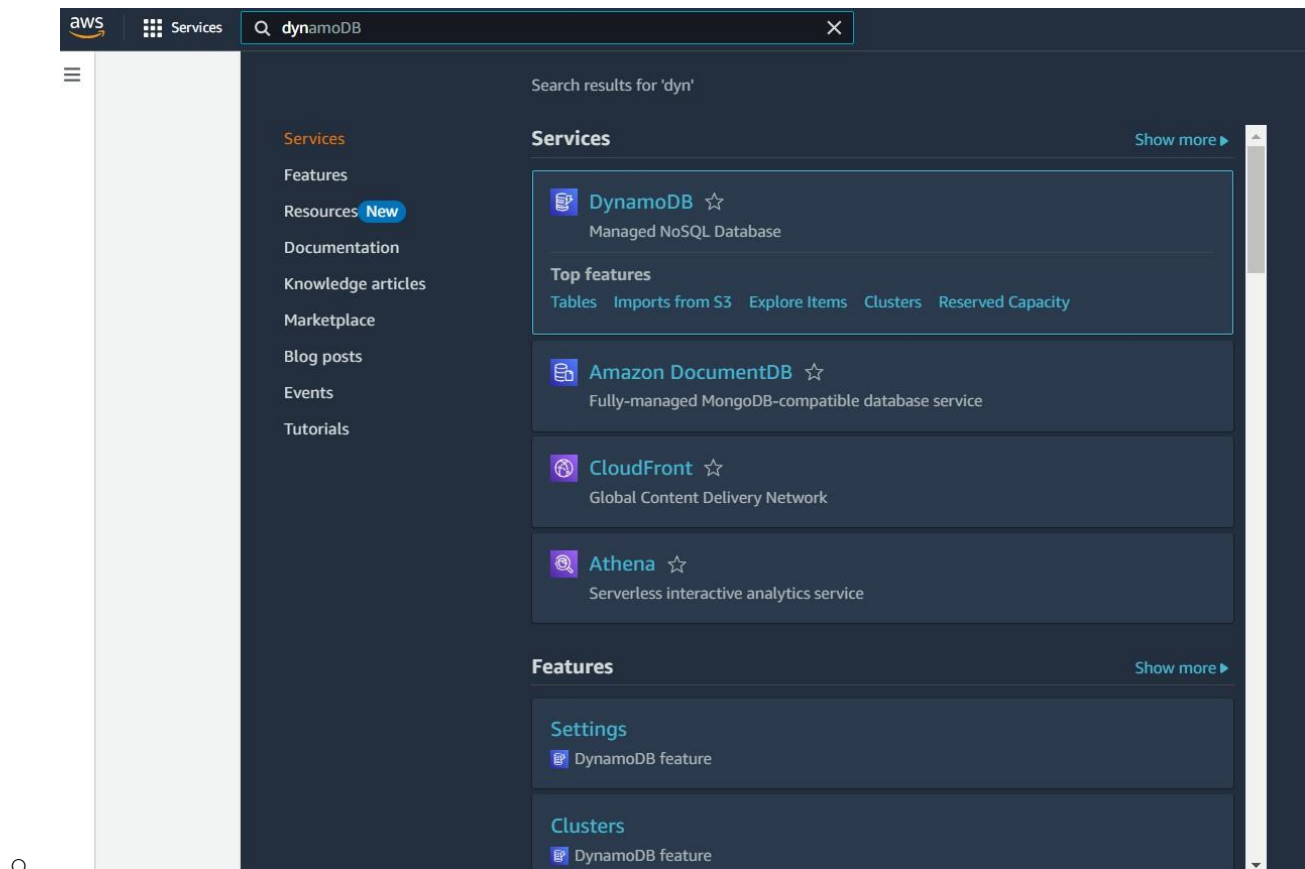 aws
Services
dynamoDB
Search results for 'dyn'
Services
Features
Resources New
Documentation
Knowledge articles
Marketplace
Blog posts
Events
Tutorials
Services
Show more
DynamoDB
Managed NoSQL Database
Top features
Tables Imports from S3 Explore Items Clusters Reserved Capacity
Amazon DocumentDB
Fully-managed MongoDB-compatible database service
CloudFront
Global Content Delivery Network
Athena
Serverless interactive analytics service
Features
Show more
Settings
DynamoDB feature
Clusters
DynamoDB feature